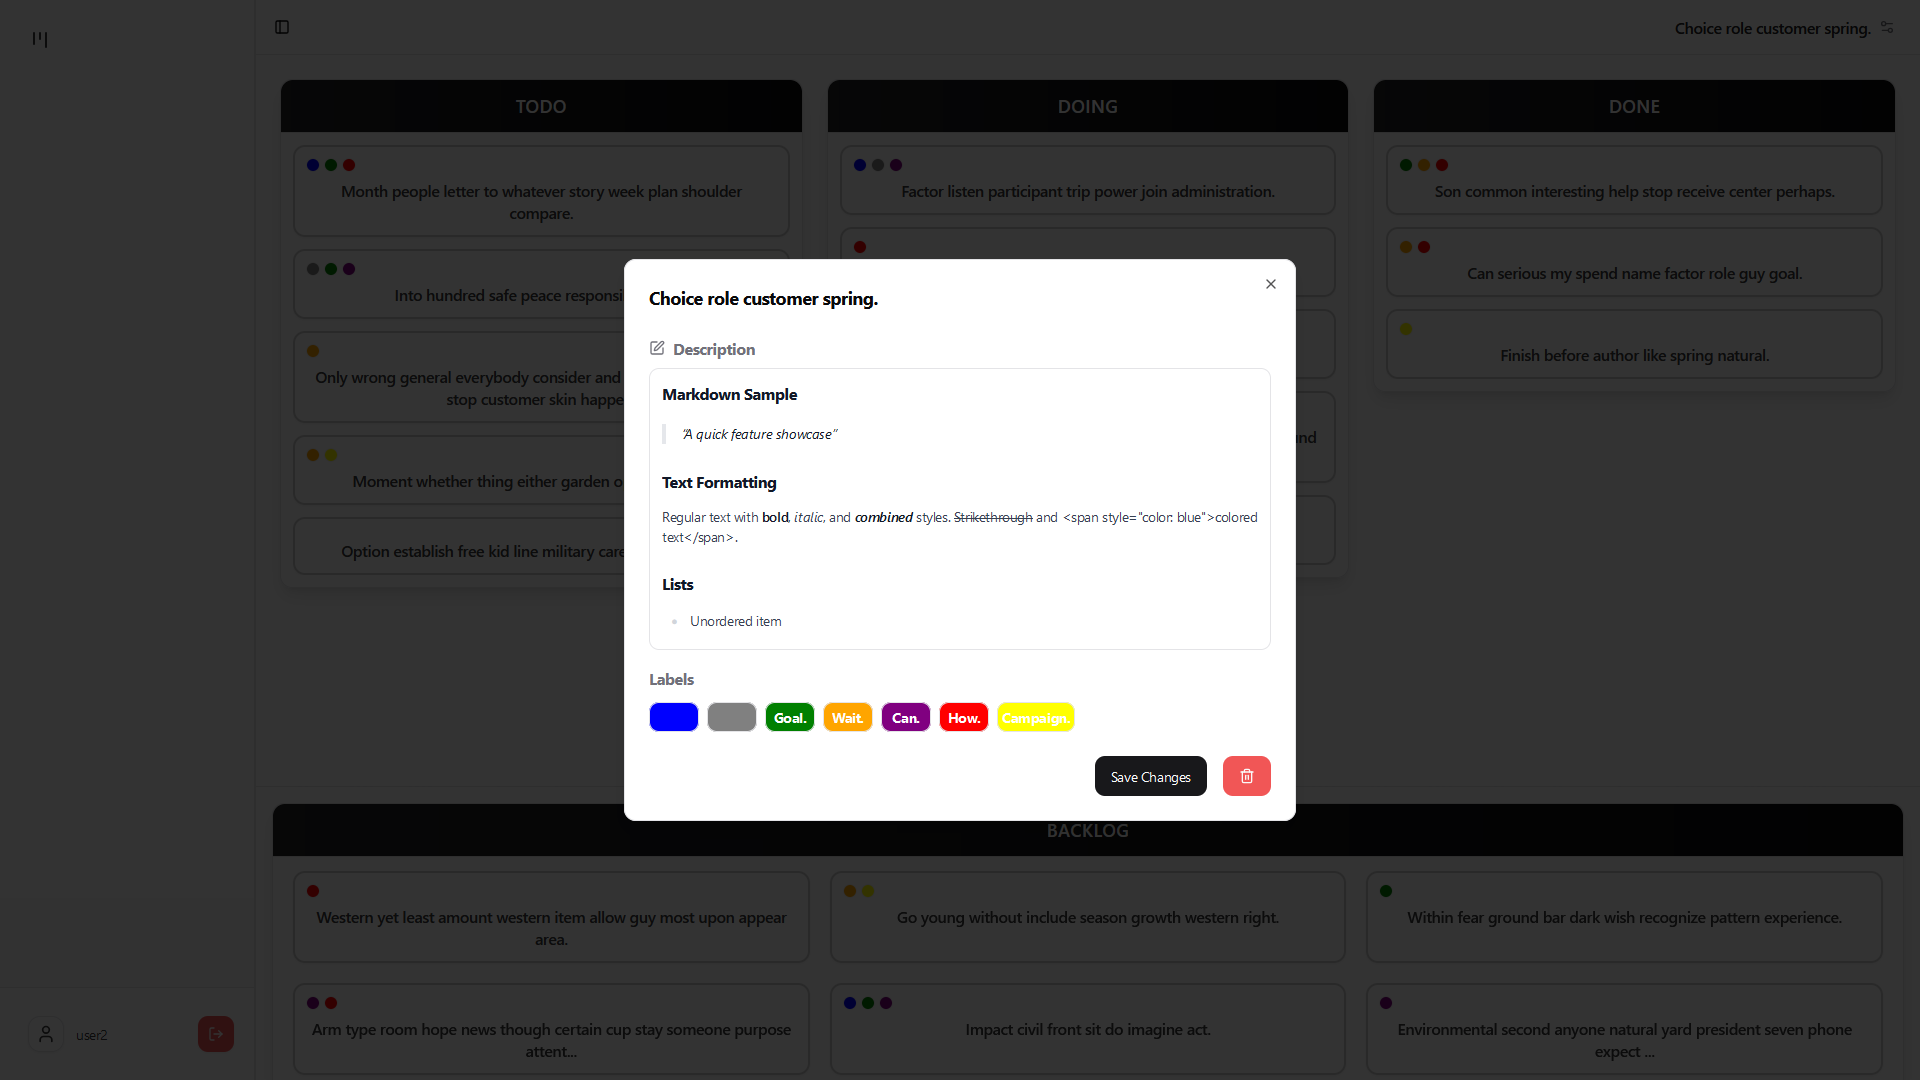 Choice role customer spring.
TODO
DOING
DONE
Month people letter to whatever story week plan shoulder
compare.
Factor listen participant trip power join administration.
Son common interesting help stop receive center perhaps.
Into hundred safe peace
Can serious my spend name factor role guy goal.
Only wrong general everybody consider and
stop customer skin
Finish before author like spring natural.
Moment whether thing either garden
Option establish free kid line military care
Choice role customer spring.
Description
Markdown Sample
“A quick feature showcase”
Text Formatting
Regular text with bold, italic, and combined styles. Strikethrough and <span style="color: blue">colored
text</span>.
Lists
Unordered item
Labels
Goal.
Wait.
Can.
How.
Campaign.
Save Changes
BACKLOG
Western yet least amount western item allow guy most upon appear
area.
Go young without include season growth western right.
Within fear ground bar dark wish recognize pattern experience.
Arm type room hope news though certain cup stay someone purpose
attent...
Impact civil front sit do imagine act.
Environmental second anyone natural yard president seven phone
expect ...
user2